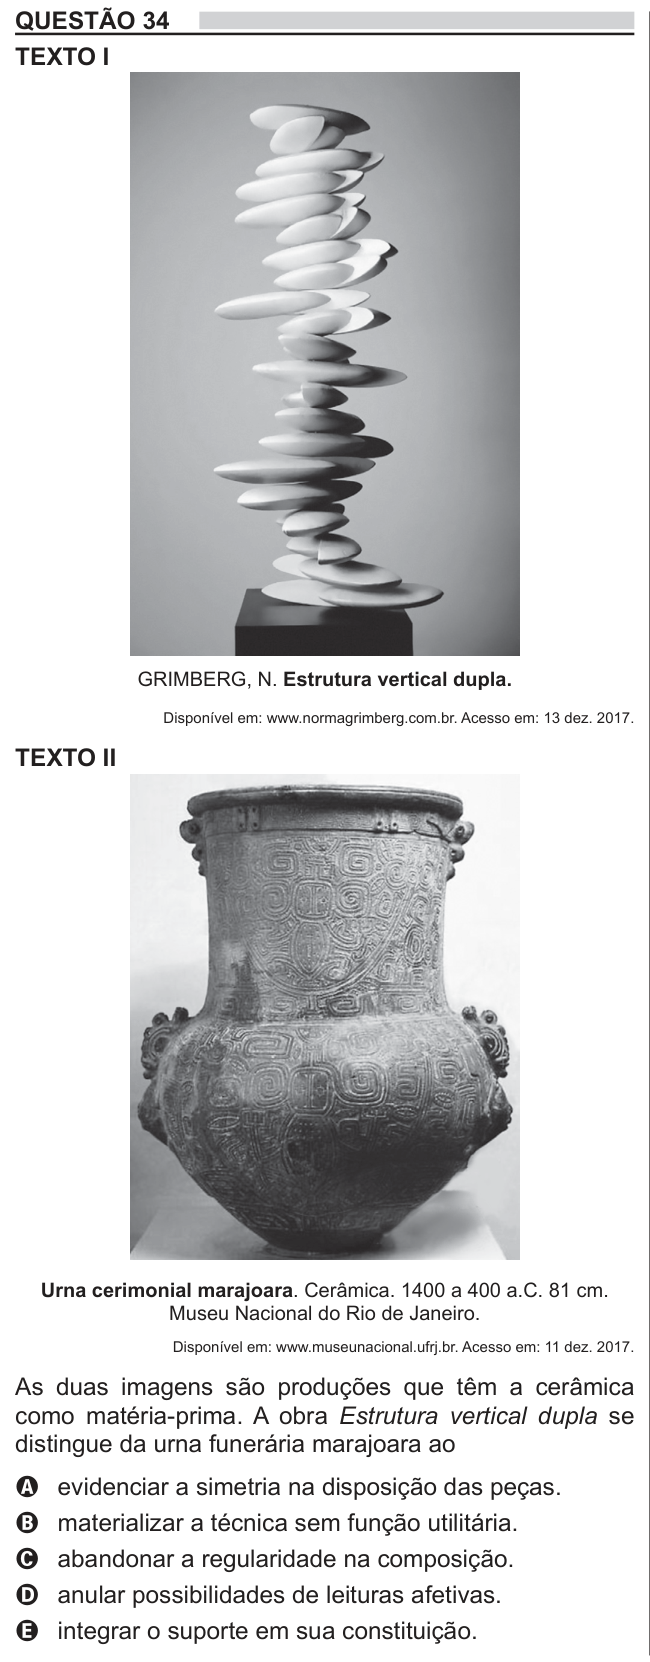 QUESTÃO 34
TEXTO I
GRIMBERG, N. Estrutura vertical dupla.
Disponível em: www.normagrimberg.com.br. Acesso em: 13 dez. 2017.
TEXTO II
Urna cerimonial marajoara. Cerâmica. 1400 a 400 a.C. 81 cm.
Museu Nacional do Rio de Janeiro.
Disponível em: www.museunacional.ufrj.br. Acesso em: 11 dez. 2017.
As duas imagens são produções que têm a cerâmica
como matéria-prima. A obra Estrutura vertical dupla se
distingue da urna funerária marajoara ao
A evidenciar a simetria na disposição das peças.
B materializar a técnica sem função utilitária.
C abandonar a regularidade na composição.
D anular possibilidades de leituras afetivas.
E integrar o suporte em sua constituição.